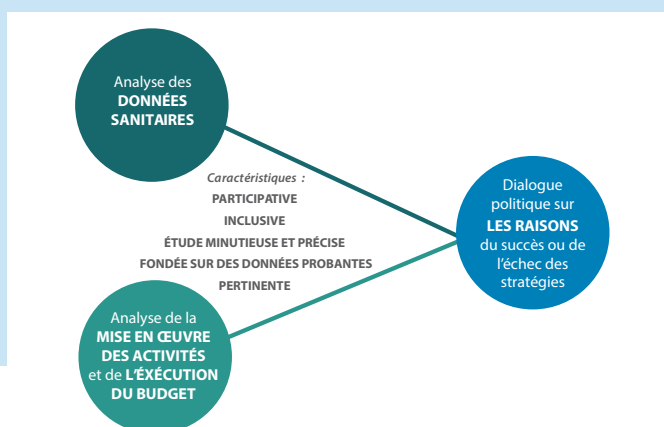 Analyse des
DONNÉES
SANITAIRES
Caractéristiques :
PARTICIPATIVE
INCLUSIVE
ÉTUDE MINUTIEUSE ET PRÉCISE
FONDÉE SUR DES DONNÉES PROBANTES
PERTINENTE
Analyse de la
MISE EN ŒUVRE
DES ACTIVITÉS
et de L'ÉXÉCUTION
DU BUDGET
Dialogue
politique sur
LES RAISONS
du succès ou de
l'échec des
stratégies